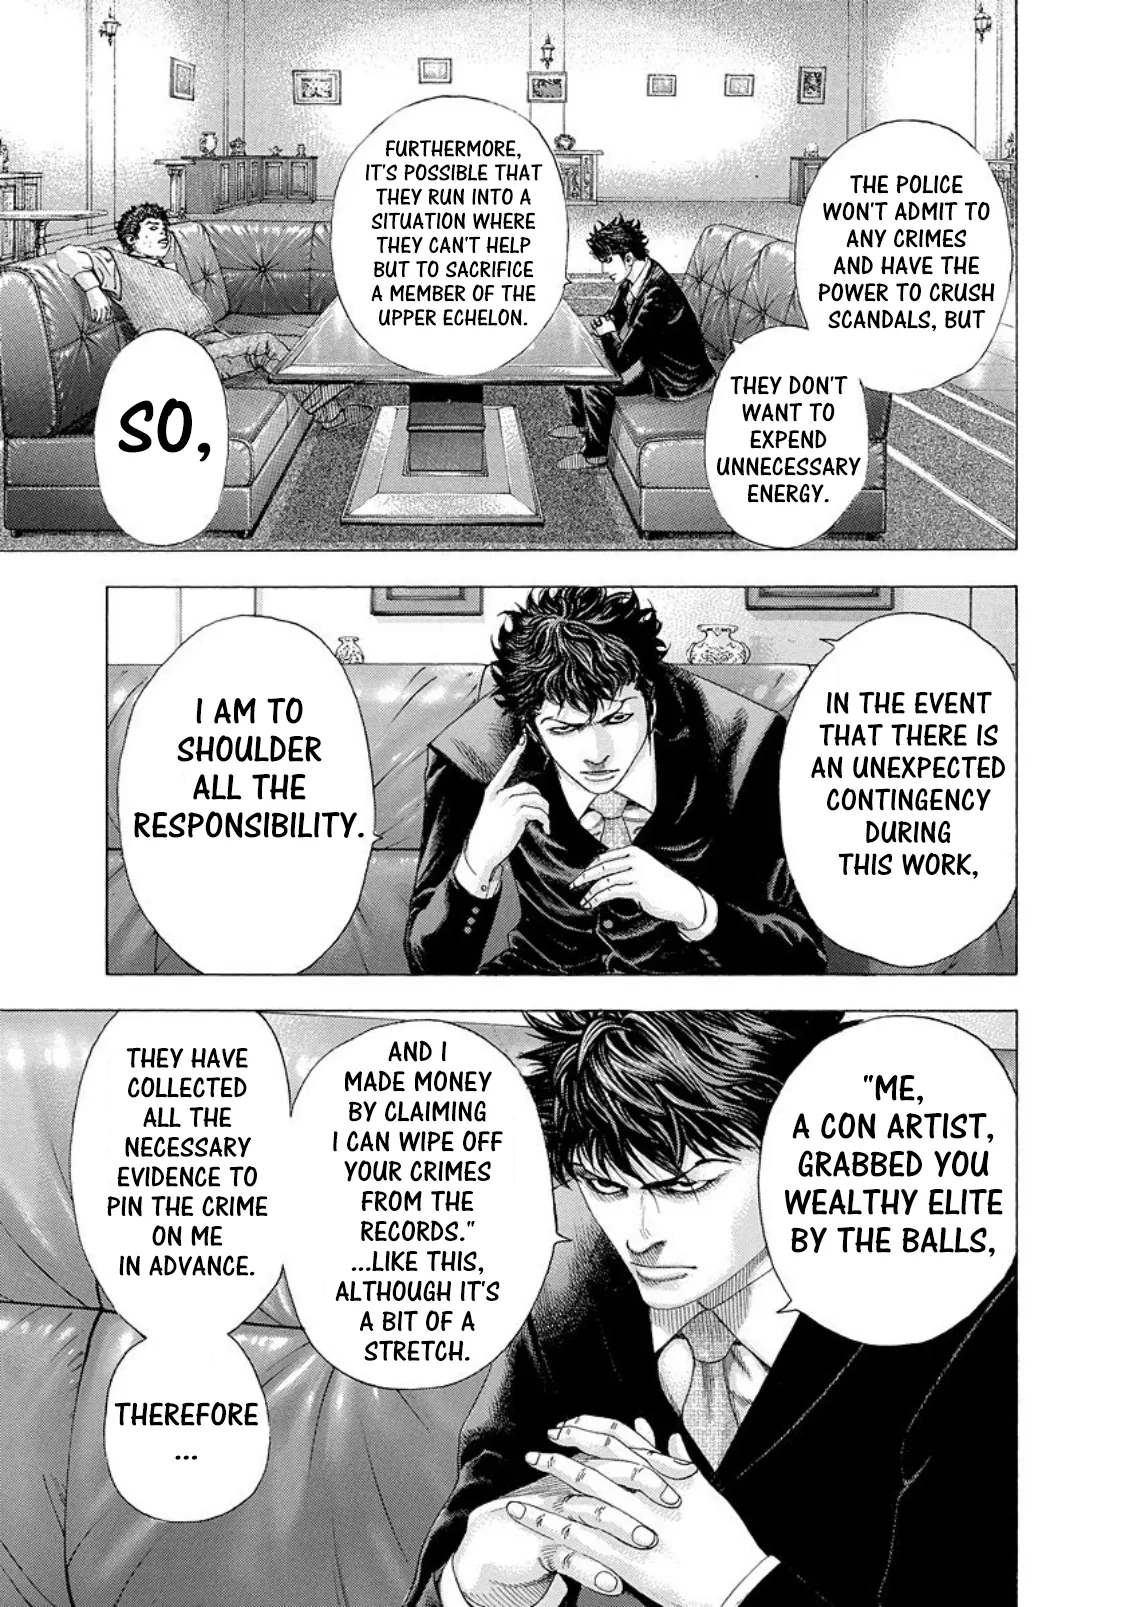 THE POLICE
WON'T ADMIT TO
ANY CRIMES
AND HAVE THE
POWER TO CRUSH
SCANDALS, BUT
THEY DON'T
WANT TO
EXPEND
UNNECESSARY
ENERGY.
FURTHERMORE,
IT'S POSSIBLE THAT
THEY RUN INTO A
SITUATION WHERE
THEY CAN'T HELP
BUT TO SACRIFICE
A MEMBER OF THE
UPPER ECHELON.
SO,
IN THE EVENT
THAT THERE IS
AN UNEXPECTED
CONTINGENCY
DURING
THIS WORK,
I AM TO
SHOULDER
ALL THE
RESPONSIBILITY.
"ME,
A CON ARTIST,
GRABBED YOU
WEALTHY ELITE
BY THE BALLS,
AND I
MADE MONEY
BY CLAIMING
I CAN WIPE OFF
YOUR CRIMES
FROM THE
RECORDS."
...LIKE THIS,
ALTHOUGH IT'S
A BIT OF A
STRETCH.
THEY HAVE
COLLECTED
ALL THE
NECESSARY
EVIDENCE TO
PIN THE CRIME
ON ME
IN ADVANCE.
THEREFORE
...